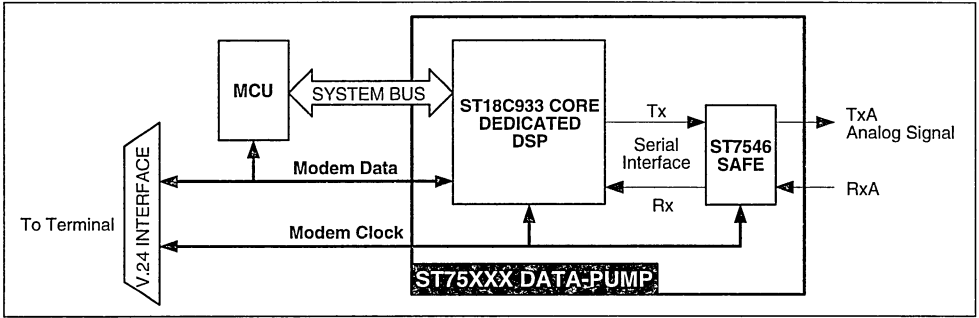 MCU
SYSTEM BUS
ST18C933 CORE
DEDICATED
DSP
Tx
Serial
Interface
Rx
ST7546
SAFE
TxA
Analog Signal
RxA
Modem Data
To Terminal
V.24 INTERFACE
Modem Clock
ST75XXX DATA-PUMP